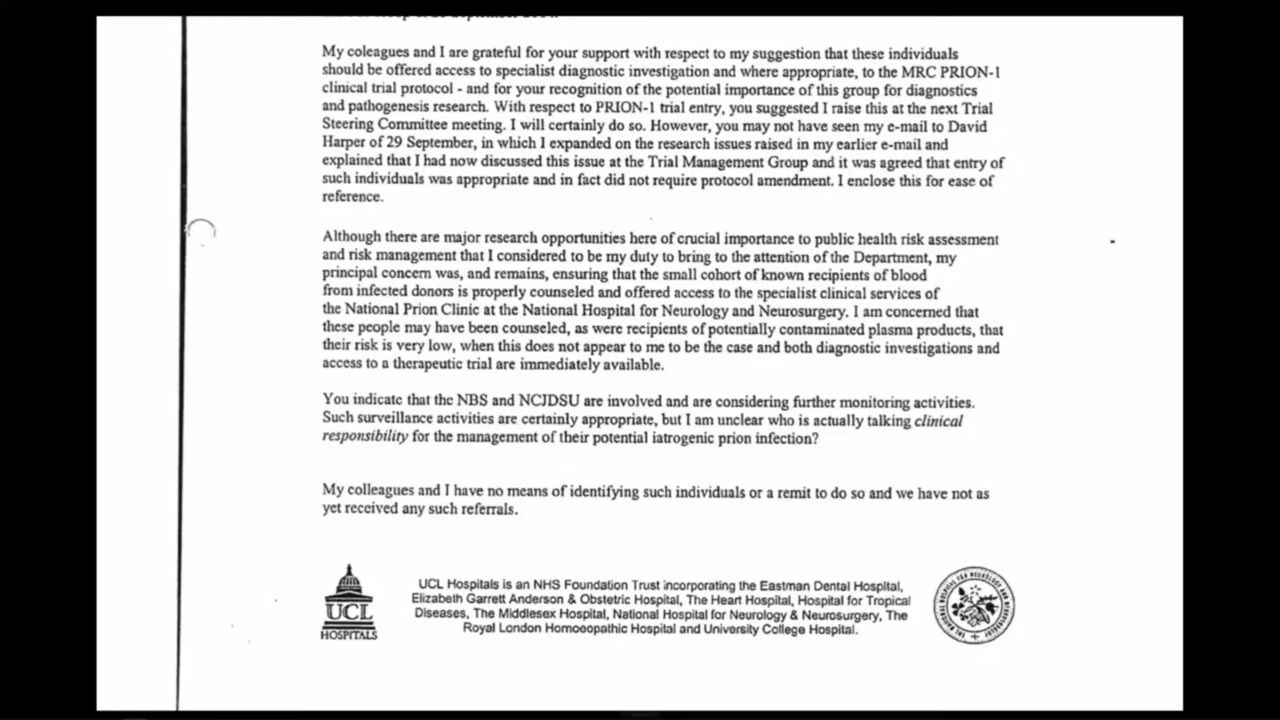 My coleagues and I are grateful for your support with respect to my suggestion that these individuals
should be offered access to specialist diagnostic investigation and where appropriate, to the MRC PRION-1
clinical trial protocol - and for your recognition of the potential importance of this group for diagnostics
and pathogenesis research. With respect to PRION-1 trial entry, you suggested I raise this at the next Trial
Steering Committee meeting. I will certainly do so. However, you may not have seen my e-mail to David
Harper of 29 September, in which I expanded on the research issues raised in my earlier e-mail and
explained that I had now discussed this issue at the Trial Management Group and it was agreed that entry of
such individuals was appropriate and in fact did not require protocol amendment. I enclose this for ease of
reference.
Although there are major research opportunities here of crucial importance to public health risk assessment
and risk management that I considered to be my duty to bring to the attention of the Department, my
principal concern was, and remains, ensuring that the small cohort of known recipients of blood
from infected donors is properly counseled and offered access to the specialist clinical services of
the National Prion Clinic at the National Hospital for Neurology and Neurosurgery. I am concerned that
these people may have been counseled, as were recipients of potentially contaminated plasma products, that
their risk is very low, when this does not appear to me to be the case and both diagnostic investigations and
access to a therapeutic trial are immediately available.
You indicate that the NBS and NCJDSU are involved and are considering further monitoring activities.
Such surveillance activities are certainly appropriate, but I am unclear who is actually talking clinical
responsibility for the management of their potential iatrogenic prion infection?
My colleagues and I have no means of identifying such individuals or a remit to do so and we have not as
yet received any such referrals.
UCL
HOSPITALS
UCL Hospitals is an NHS Foundation Trust incorporating the Eastman Dental Hospital,
Elizabeth Garrett Anderson & Obstetric Hospital, The Heart Hospital, Hospital for Tropical
Diseases, The Middlesex Hospital, National Hospital for Neurology & Neurosurgery, The
Royal London Homoeopathic Hospital and University College Hospital.